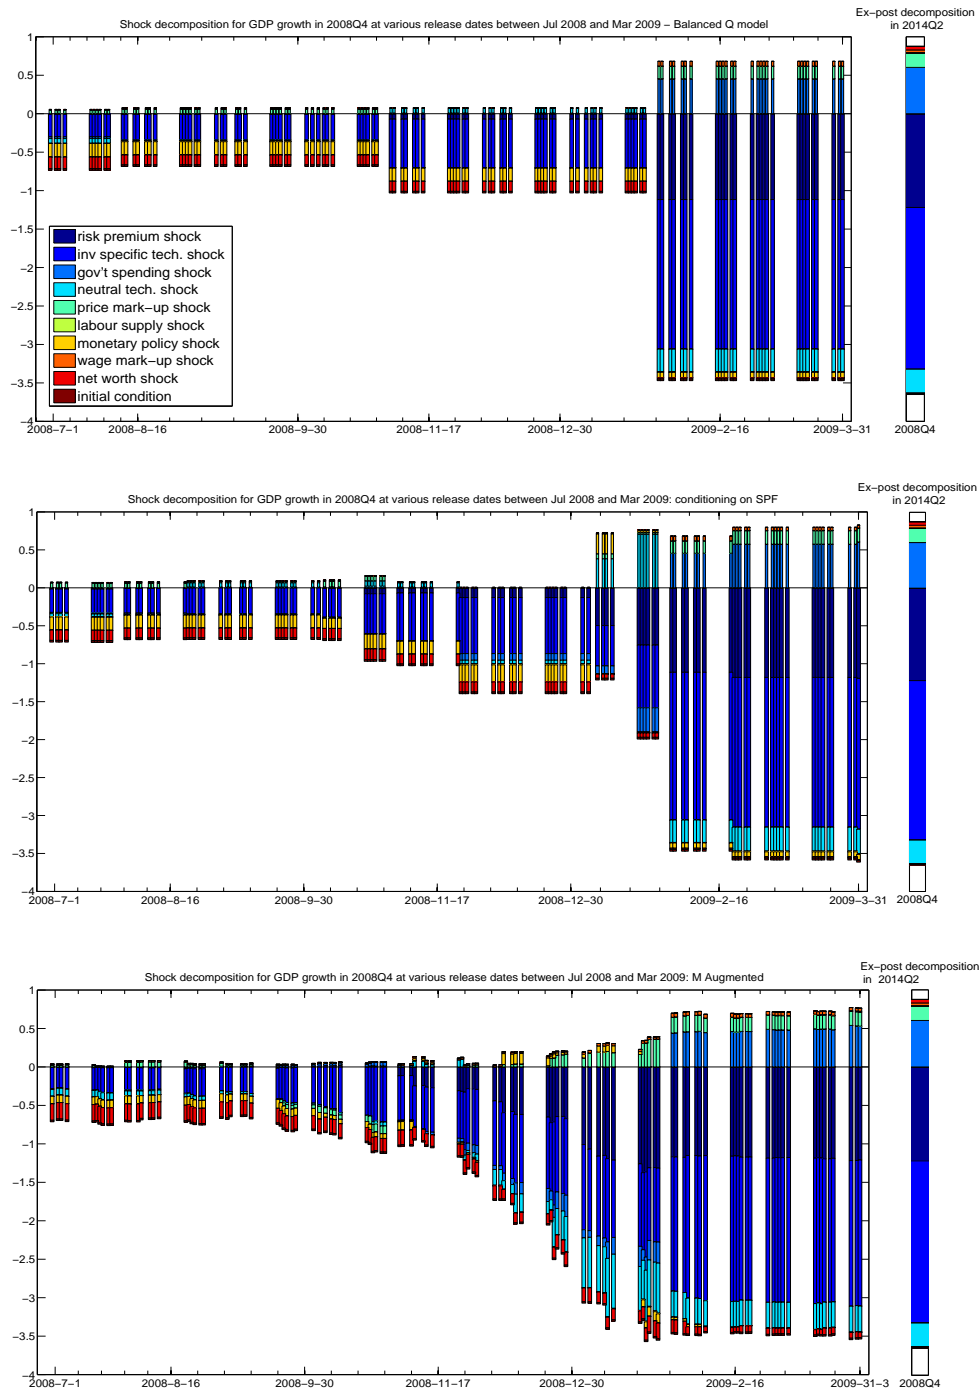 Shock decomposition for GDP growth in 2008Q4 at various release dates between Jul 2008 and Mar 2009 − Balanced Q model
Ex−post decomposition
in 2014Q2
1
0.5
0
−0.5
−1
−1.5
−2
−2.5
−3
−3.5
−4
risk premium shock
inv specific tech. shock
gov't spending shock
neutral tech. shock
price mark−up shock
labour supply shock
monetary policy shock
wage mark−up shock
net worth shock
initial condition
2008−7−1 2008−8−16 2008−9−30 2008−11−17 2008−12−30 2009−2−16 2009−3−31 2008Q4
Shock decomposition for GDP growth in 2008Q4 at various release dates between Jul 2008 and Mar 2009: conditioning on SPF
Ex−post decomposition
in 2014Q2
1
0.5
0
−0.5
−1
−1.5
−2
−2.5
−3
−3.5
−4
2008−7−1 2008−8−16 2008−9−30 2008−11−17 2008−12−30 2009−2−16 2009−3−31 2008Q4
Shock decomposition for GDP growth in 2008Q4 at various release dates between Jul 2008 and Mar 2009: M Augmented
Ex−post decomposition
in 2014Q2
1
0.5
0
−0.5
−1
−1.5
−2
−2.5
−3
−3.5
−4
2008−7−1 2008−8−16 2008−9−30 2008−11−17 2008−12−30 2009−2−16 2009−31−3 2008Q4